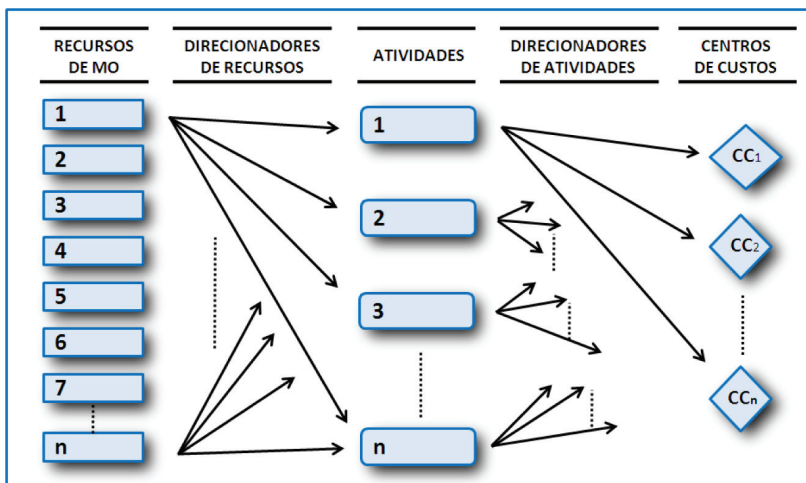 RECURSOS
DE MO
DIRECIONADORES
DE RECURSOS
ATIVIDADES
DIRECIONADORES
DE ATIVIDADES
CENTROS
DE CUSTOS
1
2
3
4
5
6
7
n
1
2
3
n
CC1
CC2
CCn